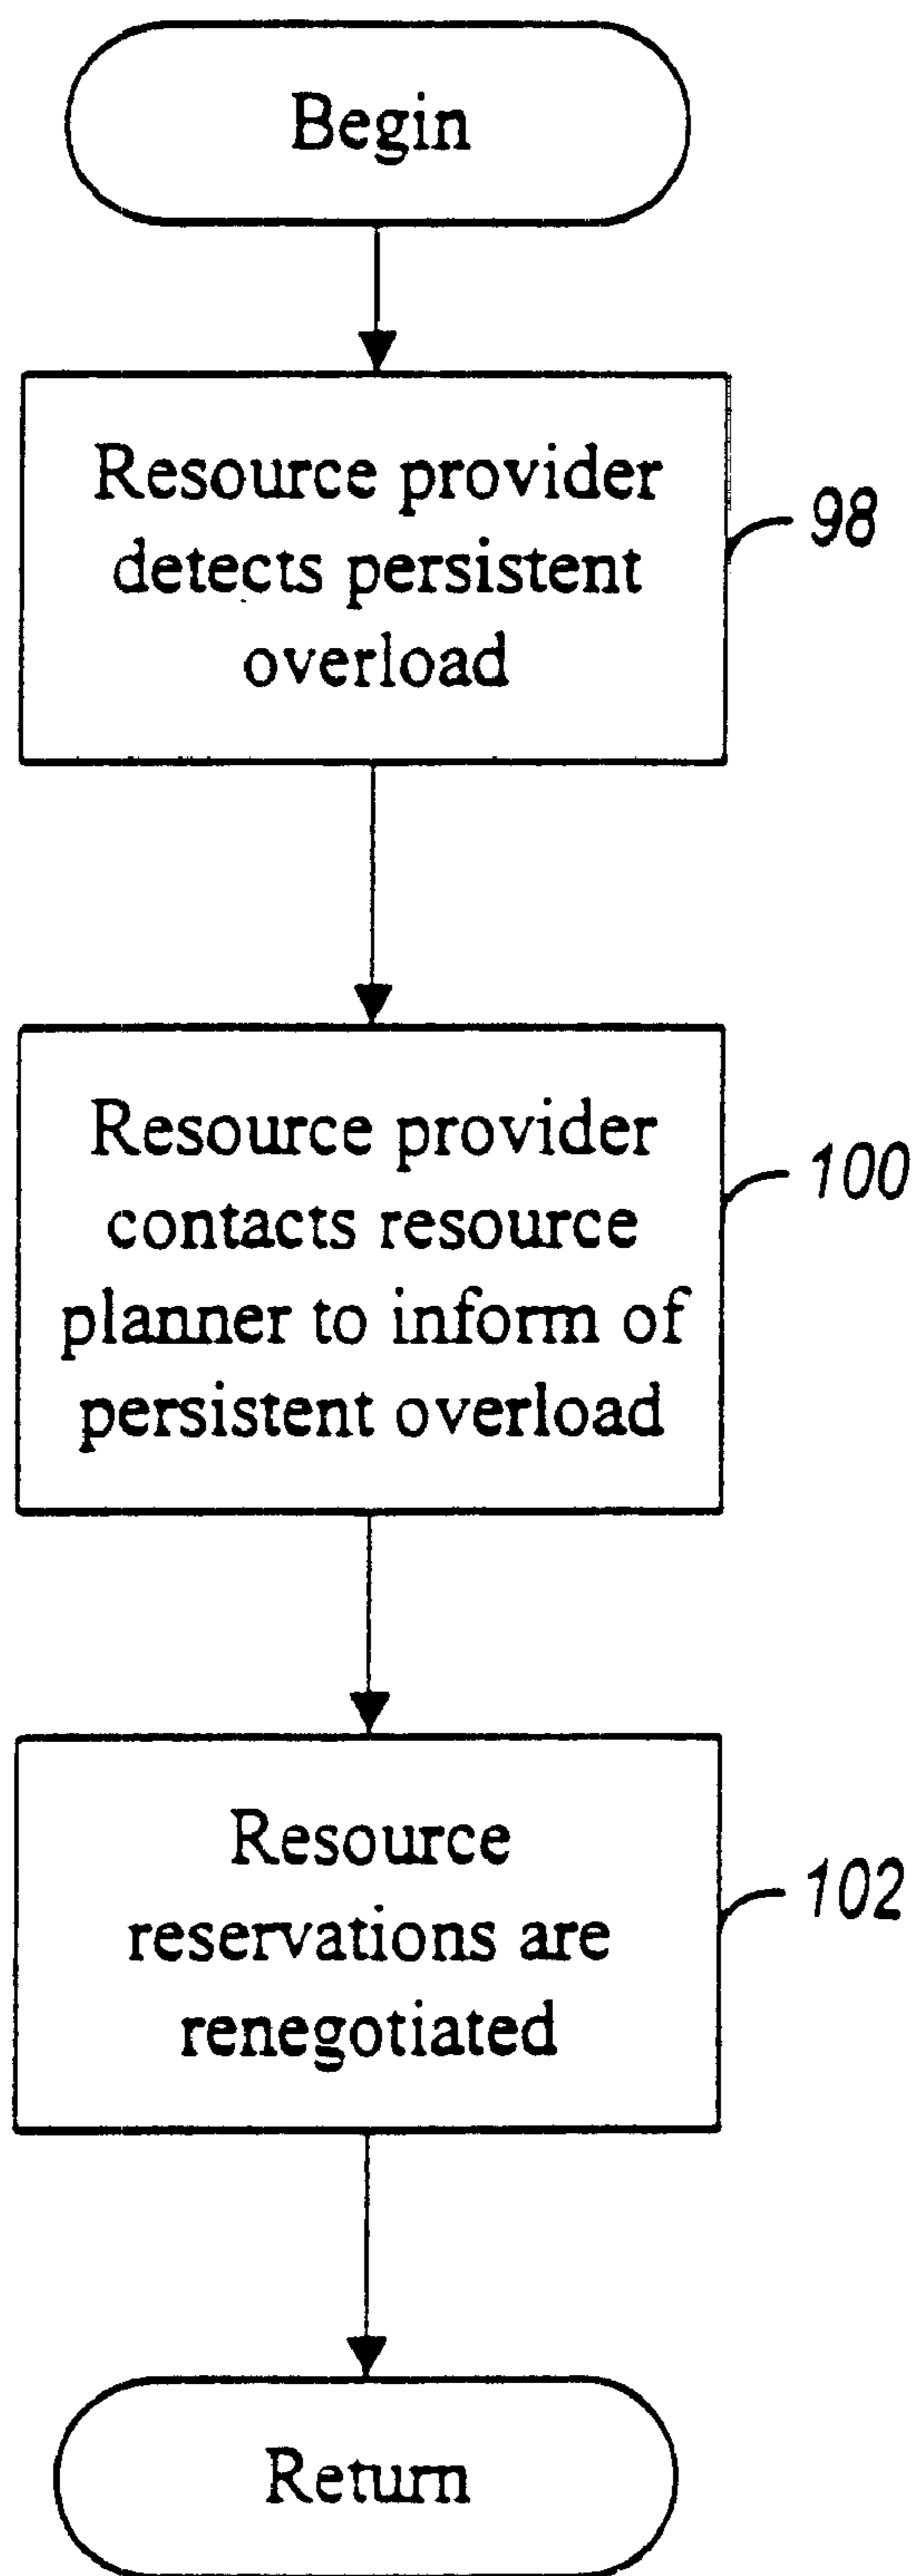 Begin
Resource provider
detects persistent
overload
98
Resource provider
contacts resource
planner to inform of
persistent overload
100
Resource
reservations are
renegotiated
102
Return